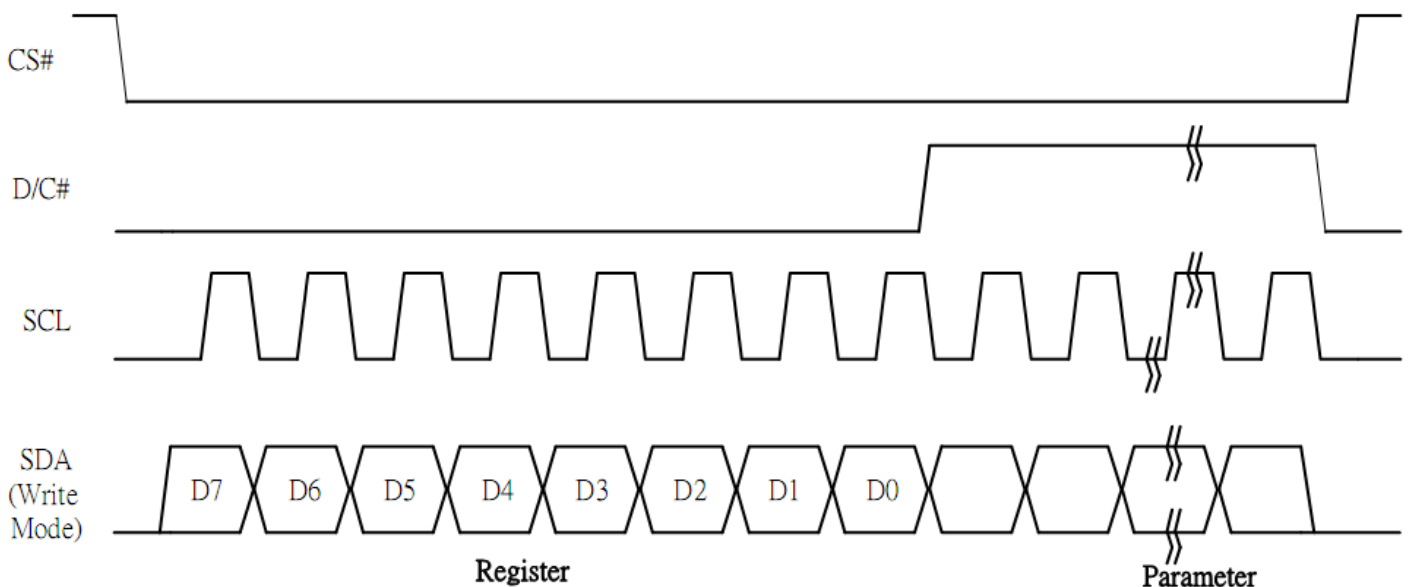 CS#
D/C#
SCL
SDA
(Write
Mode)
D7 D6 D5 D4 D3 D2 D1 D0
Register
Parameter